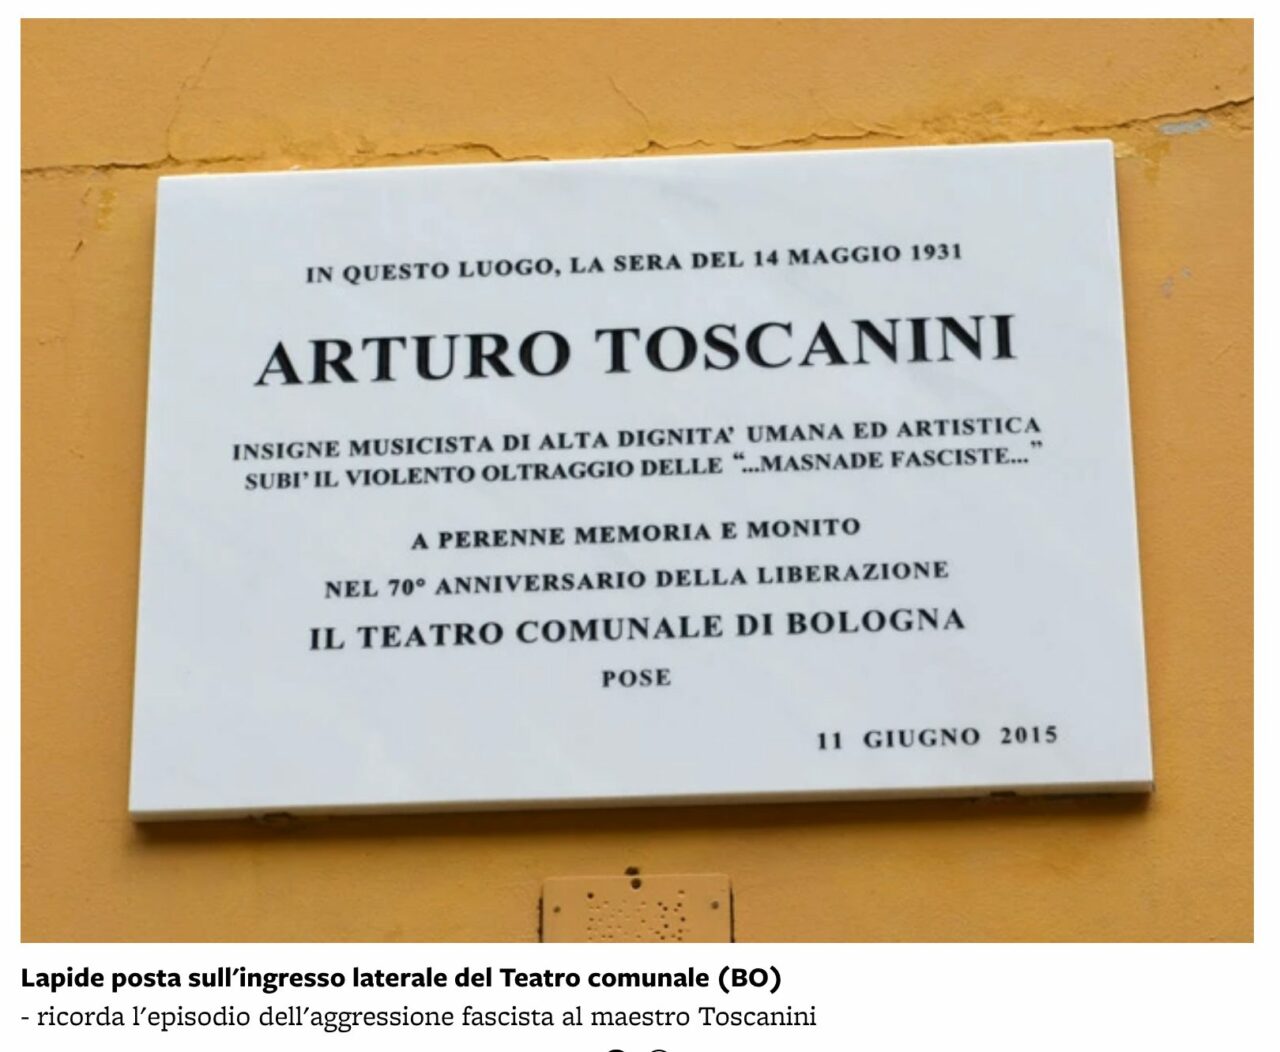 IN QUESTO LUOGO, LA SERA DEL 14 MAGGIO 1931
ARTURO TOSCANINI
INSIGNE MUSICISTA DI ALTA DIGNITA' UMANA ED ARTISTICA
SUBI' IL VIOLENTO OLTRAGGIO DELLE “...MASNADE FASCISTE...”
A PERENNE MEMORIA E MONITO
NEL 70° ANNIVERSARIO DELLA LIBERAZIONE
IL TEATRO COMUNALE DI BOLOGNA
POSE
11 GIUGNO 2015
Lapide posta sull'ingresso laterale del Teatro comunale (BO)
- ricorda l'episodio dell'aggressione fascista al maestro Toscanini